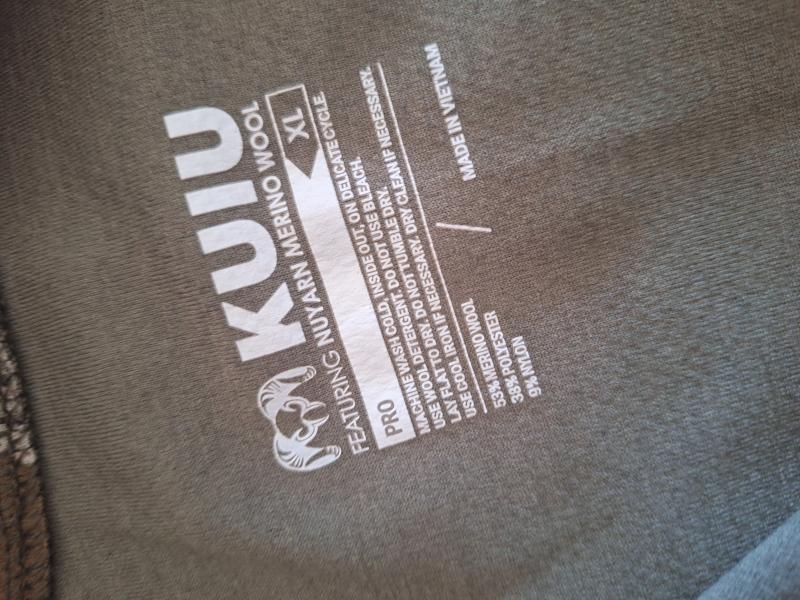 KUIU
FEATURING NUYARN MERINO WOOL
PRO XL
MACHINE WASH COLD, INSIDE OUT, ON DELICATE CYCLE.
USE WOOL DETERGENT. DO NOT USE BLEACH.
LAY FLAT TO DRY. DO NOT TUMBLE DRY.
USE COOL IRON IF NECESSARY. DRY CLEAN IF NECESSARY.
53% MERINO WOOL
38% POLYESTER
9% NYLON
/
MADE IN VIETNAM